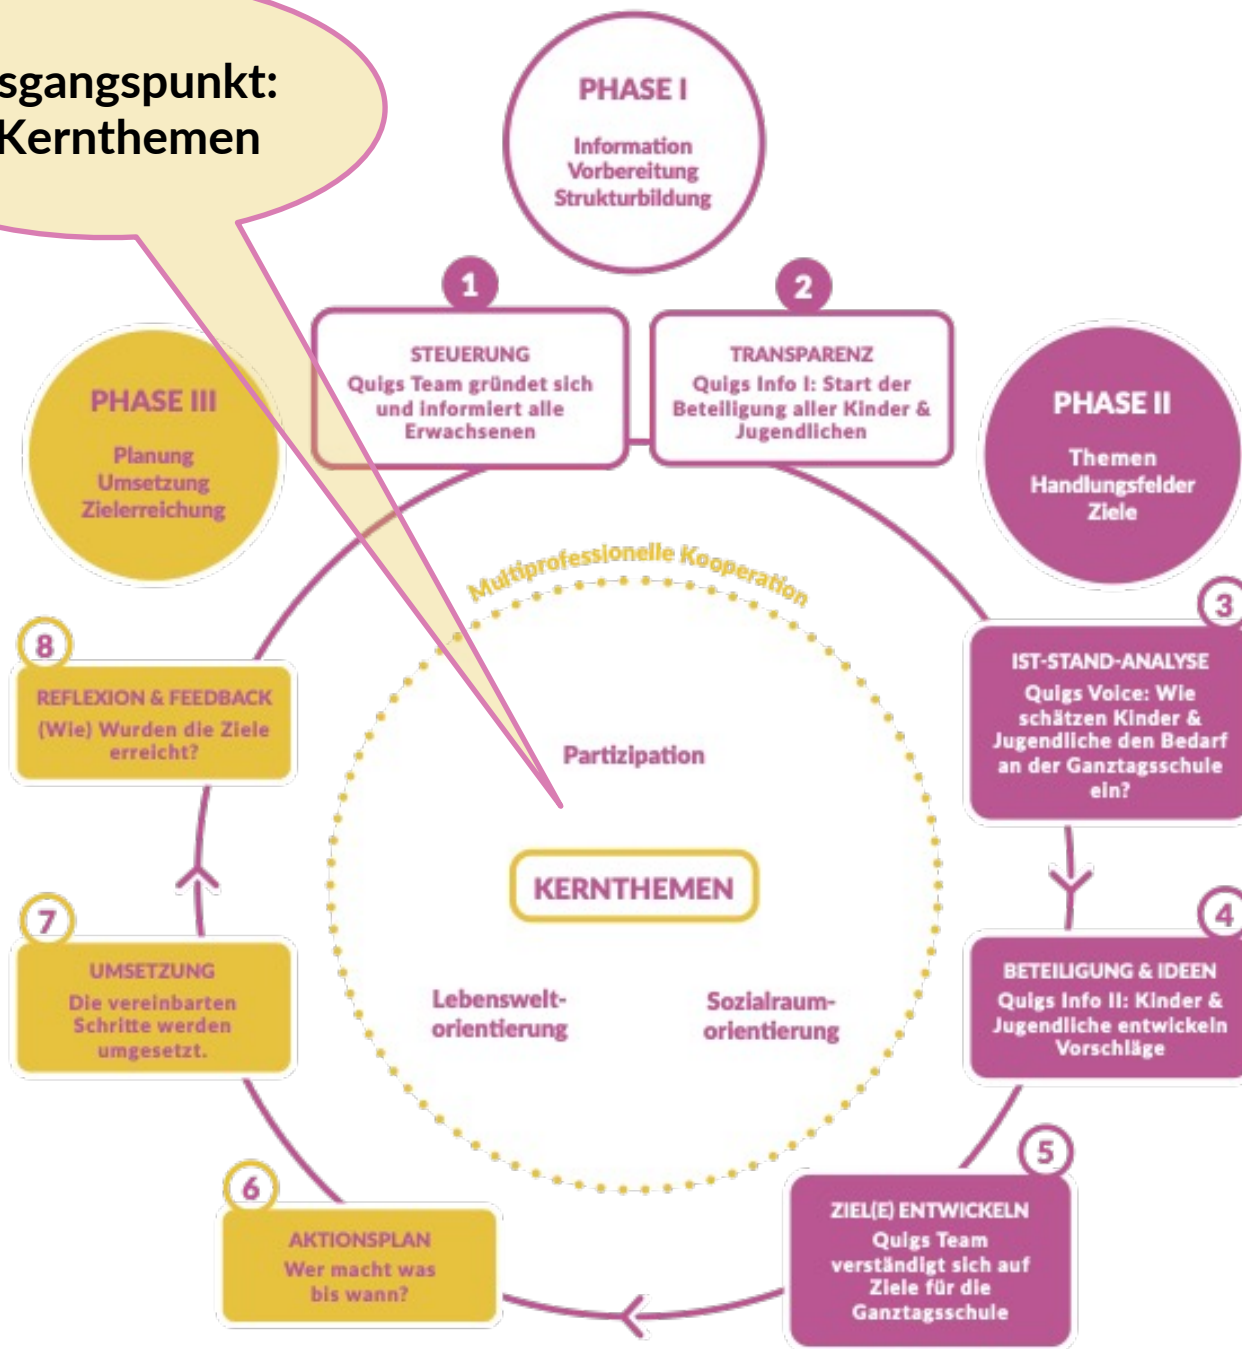 sgangspunkt:
Kernthemen
PHASE I
Information
Vorbereitung
Strukturbildung
1
STEUERUNG
Quigs Team gründet sich
und informiert alle
Erwachsenen
2
TRANSPARENZ
Quigs Info I: Start der
Beteiligung aller Kinder &
Jugendlichen
PHASE III
Planung
Umsetzung
Zielerreichung
PHASE II
Themen
Handlungsfelder
Ziele
Multiprofessionelle Kooperation
3
IST-STAND-ANALYSE
Quigs Voice: Wie
schätzen Kinder &
Jugendliche den Bedarf
an der Ganztagsschule
ein?
8
REFLEXION & FEEDBACK
(Wie) Wurden die Ziele
erreicht?
Partizipation
KERNTHEMEN
Lebenswelt-
orientierung
Sozialraum-
orientierung
4
BETEILIGUNG & IDEEN
Quigs Info II: Kinder &
Jugendliche entwickeln
Vorschläge
7
UMSETZUNG
Die vereinbarten
Schritte werden
umgesetzt.
5
ZIEL(E) ENTWICKELN
Quigs Team
verständigt sich auf
Ziele für die
Ganztagsschule
6
AKTIONSPLAN
Wer macht was
bis wann?